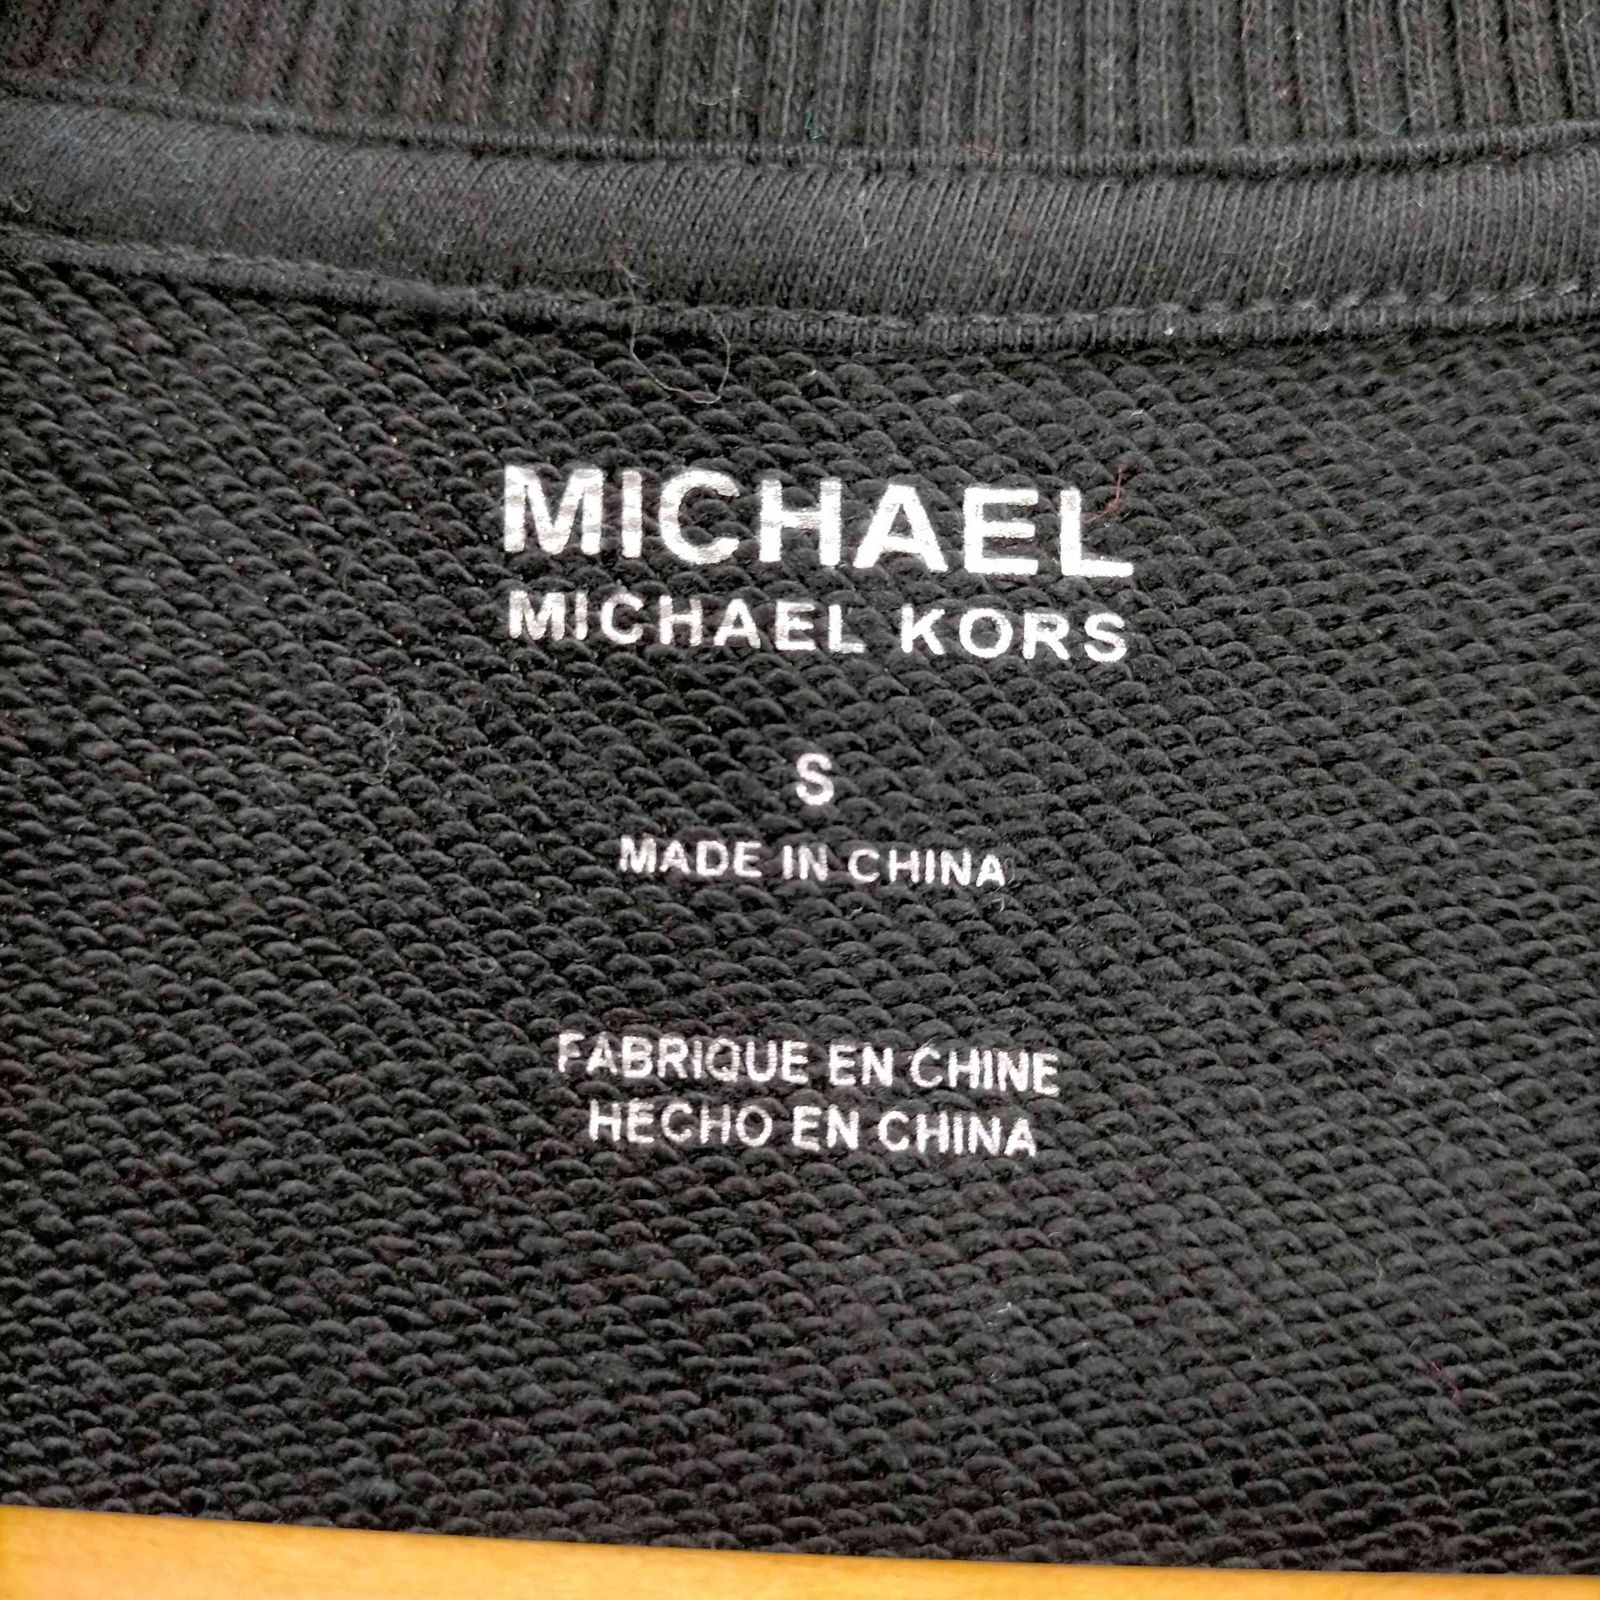 MICHAEL
MICHAEL KORS
S
MADE IN CHINA
FABRIQUE EN CHINE
HECHO EN CHINA